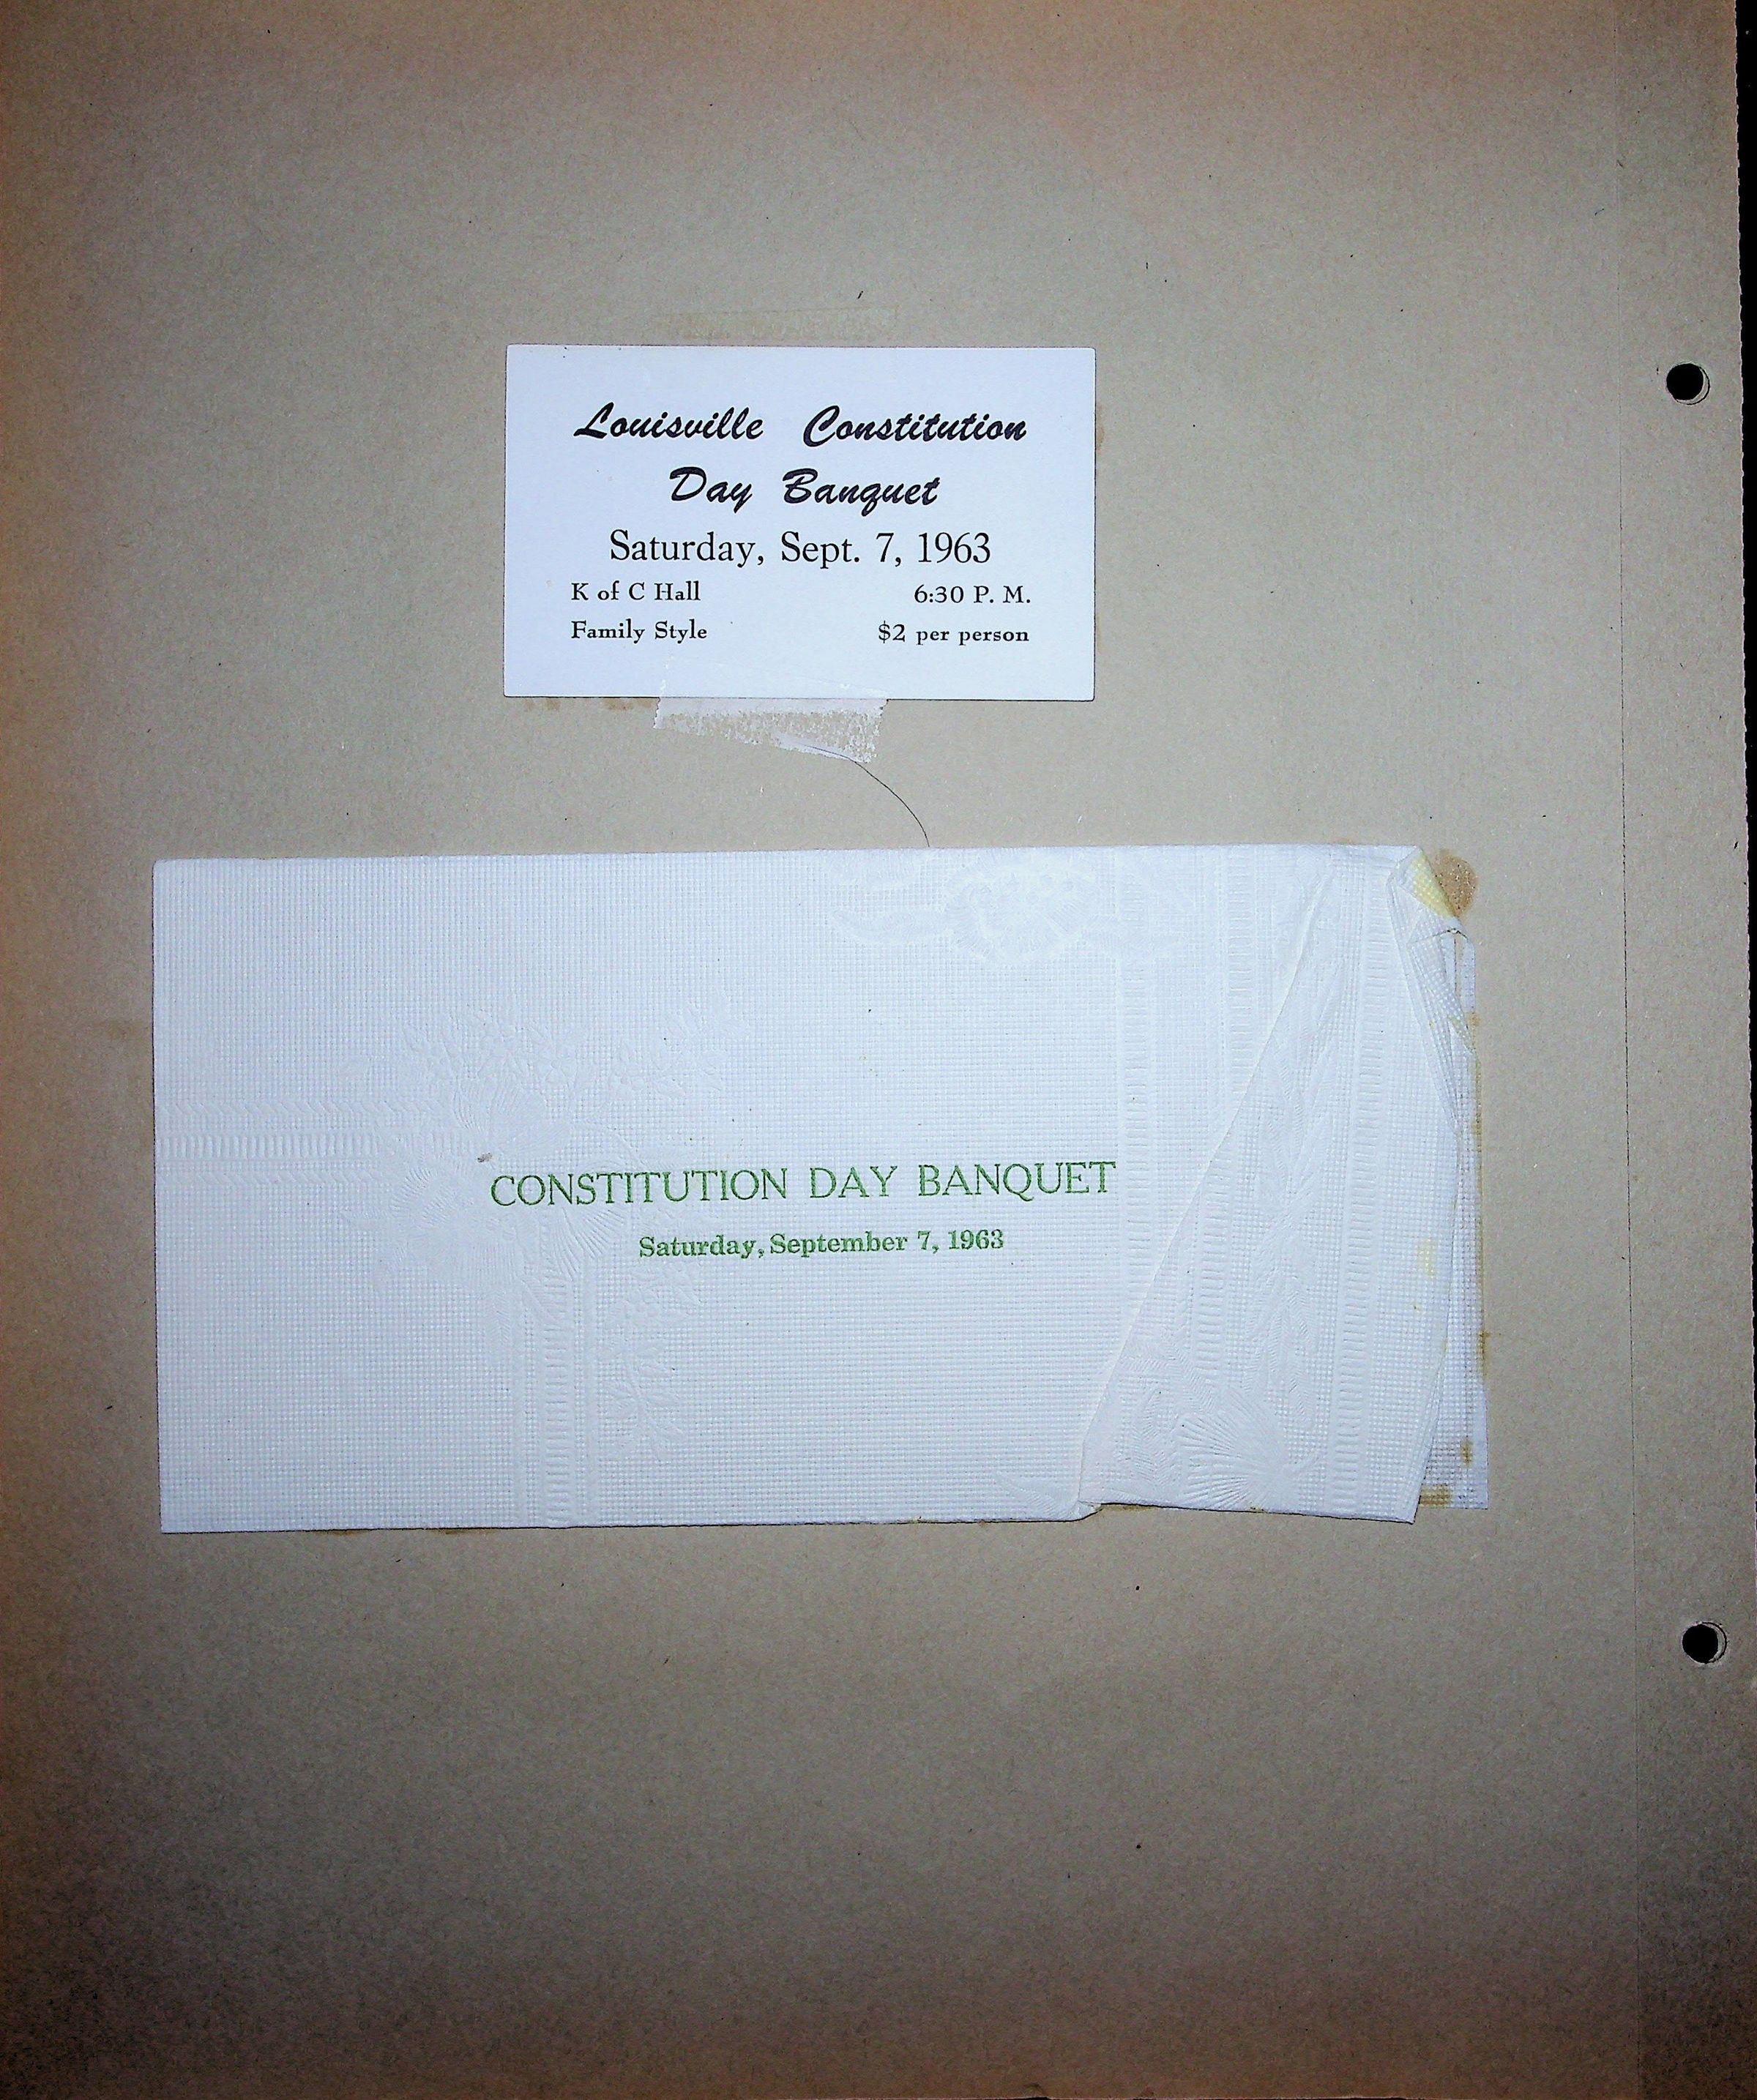 Louisville Constitution
Day Banquet
Saturday, Sept. 7, 1963
K of C Hall 6:30 P. M.
Family Style $2 per person
CONSTITUTION DAY BANQUET
Saturday, September 7, 1963